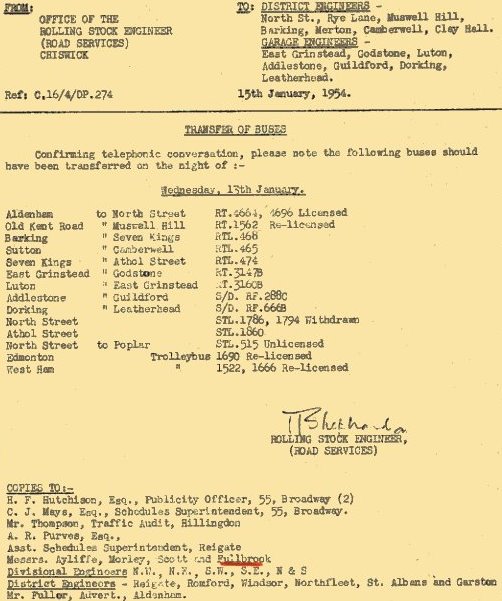 FROM:
OFFICE OF THE
ROLLING STOCK ENGINEER
(ROAD SERVICES)
CHISWICK
Ref: C.16/4/DP.274
TO: DISTRICT ENGINEERS -
North St., Rye Lane, Muswell Hill,
Barking, Merton, Camberwell, Clay Hall.
GARAGE ENGINEERS -
East Grinstead, Godstone, Luton,
Addlestone, Guildford, Dorking,
Leatherhead.
15th January, 1954.
TRANSFER OF BUSES
Confirming telephonic conversation, please note the following buses should
have been transferred on the night of :-
Wednesday, 13th January.
Aldenham to North Street RT.4664, 4696 Licensed
Old Kent Road " Muswell Hill RT.1562 Re-licensed
Barking " Seven Kings RTL.468
Sutton " Camberwell RTL.465
Seven Kings " Athol Street RTL.474
East Grinstead " Godstone RT.3147B
Luton " East Grinstead RT.3160B
Addlestone " Guildford S/D. RF.288C
Dorking " Leatherhead S/D. RF.666B
North Street STL.1786, 1794 Withdrawn
Athol Street STL.1860
North Street to Poplar STL.515 Unlicensed
Edmonton Trolleybus 1690 Re-licensed
West Ham " 1522, 1666 Re-licensed
ROLLING STOCK ENGINEER,
(ROAD SERVICES)
COPIES TO:-
H. F. Hutchison, Esq., Publicity Officer, 55, Broadway (2)
C. J. Mays, Esq., Schedules Superintendent, 55, Broadway.
Mr. Thompson, Traffic Audit, Hillingdon
A. R. Purves, Esq.,
Asst. Schedules Superintendent, Reigate
Messrs. Ayliffe, Morley, Scott and Fullbrook
Divisional Engineers N.W., N.E., S.W., S.E., N & S
District Engineers - Reigate, Romford, Windsor, Northfleet, St. Albans and Garston
Mr. Fuller, Advert., Aldenham.